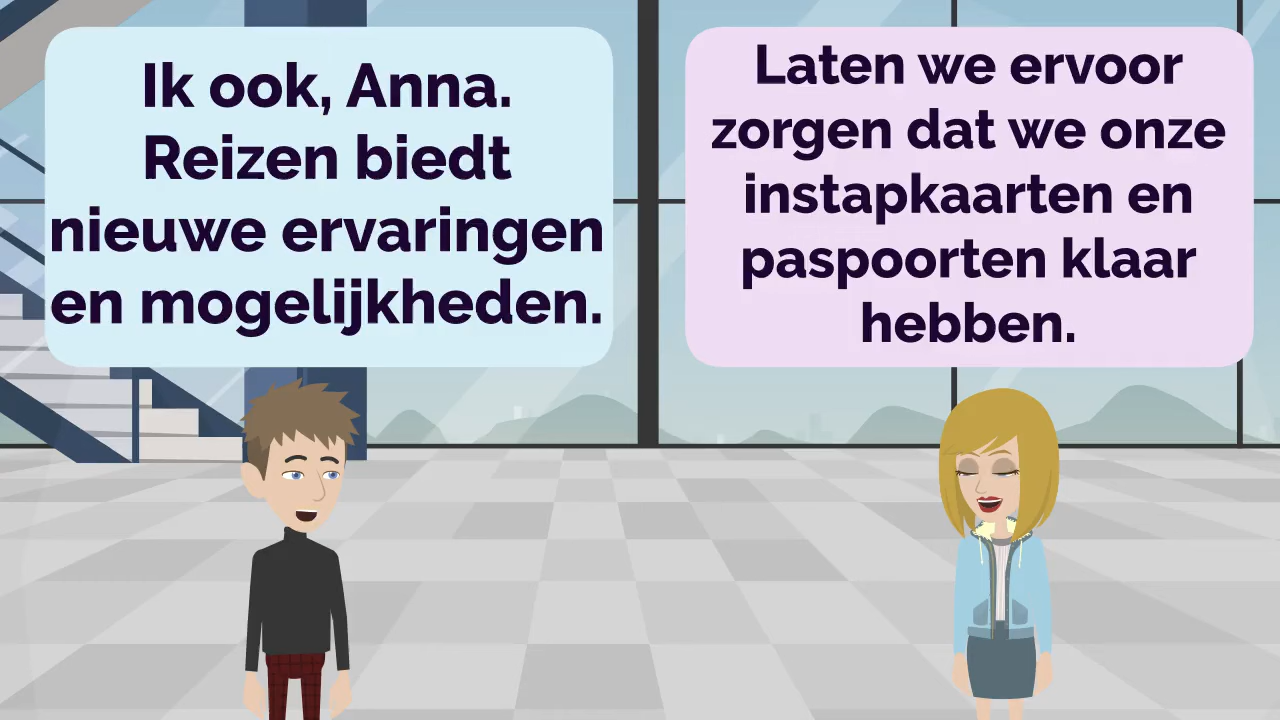 Ik ook, Anna.
Reizen biedt
nieuwe ervaringen
en mogelijkheden.
Laten we ervoor
zorgen dat we onze
instapkaarten en
paspoorten klaar
hebben.